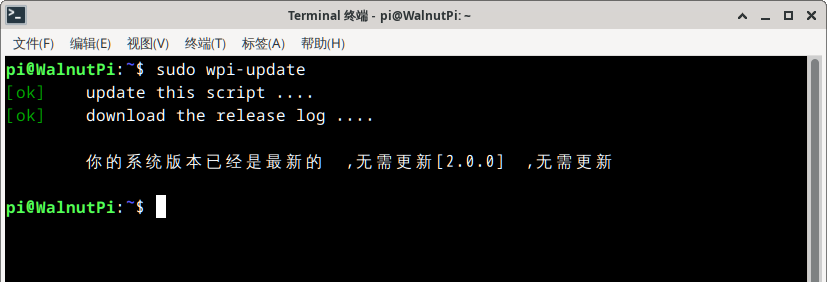 Terminal 终端 - pi@WalnutPi: ~
文件(F) 编辑(E) 视图(V) 终端(T) 标签(A) 帮助(H)
pi@WalnutPi:~$ sudo wpi-update
[ok] update this script ....
[ok] download the release log ....
你的系统版本已经是最新的 ,无需更新[2.0.0] ,无需更新
pi@WalnutPi:~$